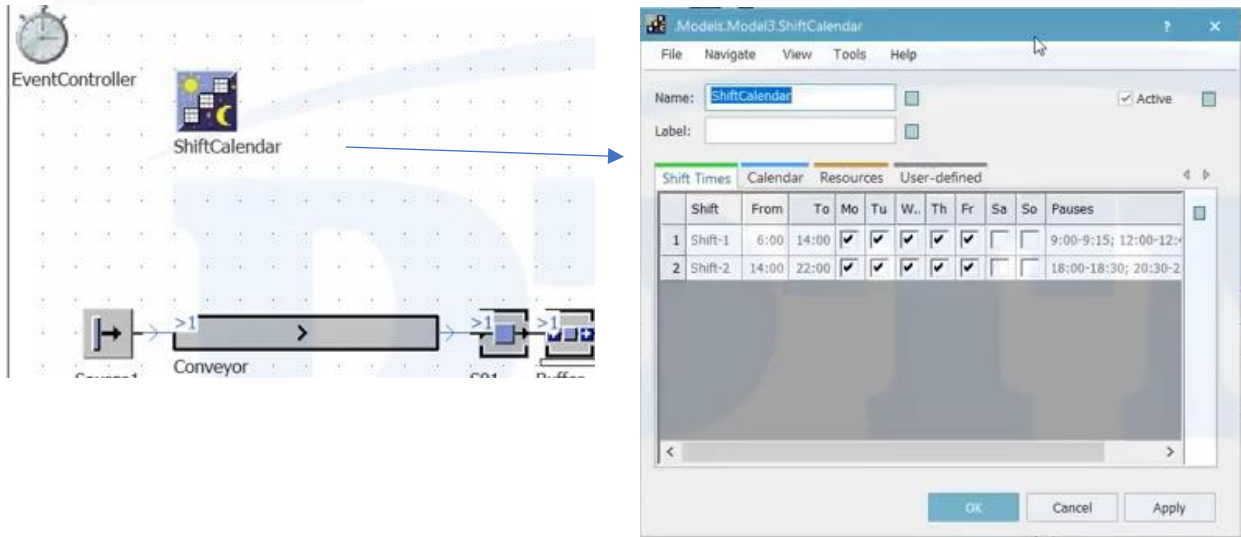 EventController
ShiftCalendar
>1
>1
>1
Conveyor
.Models.Model3.ShiftCalendar ? ×
File Navigate View Tools Help
Name: ShiftCalendar Active
Label:
Shift Times Calendar Resources User-defined
Shift From To Mo Tu W.. Th Fr Sa So Pauses
1 Shift-1 6:00 14:00 9:00-9:15; 12:00-12:
2 Shift-2 14:00 22:00 18:00-18:30; 20:30-2
OK Cancel Apply